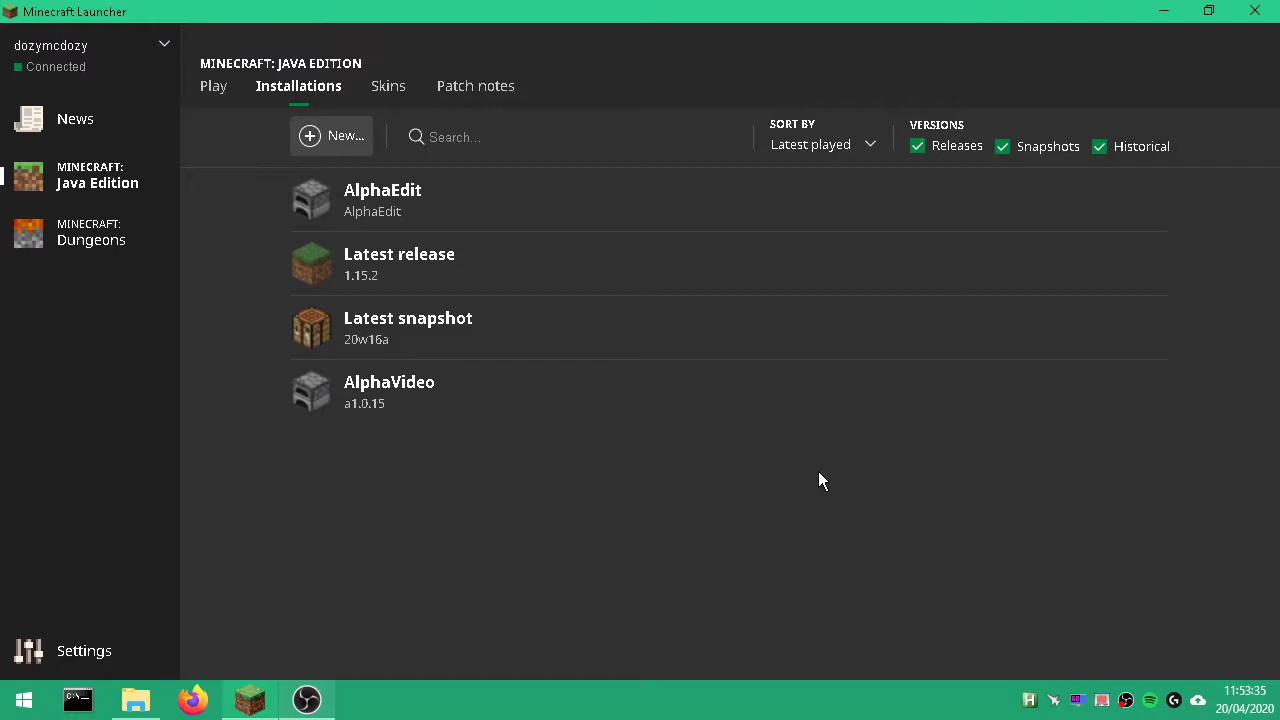 Minecraft Launcher
dozymcdozy
Connected
News
MINECRAFT:
Java Edition
MINECRAFT:
Dungeons
Settings
MINECRAFT: JAVA EDITION
Play Installations Skins Patch notes
New...
Search...
SORT BY
Latest played
VERSIONS
Releases Snapshots Historical
AlphaEdit
AlphaEdit
Latest release
1.15.2
Latest snapshot
20w16a
AlphaVideo
a1.0.15
11:53:35
20/04/2020